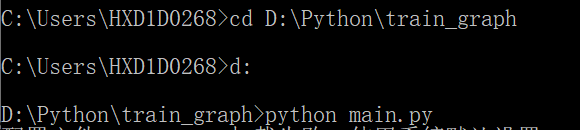 C:\Users\HXD1D0268>cd D:\Python\train_graph
C:\Users\HXD1D0268>d:
D:\Python\train_graph>python main.py